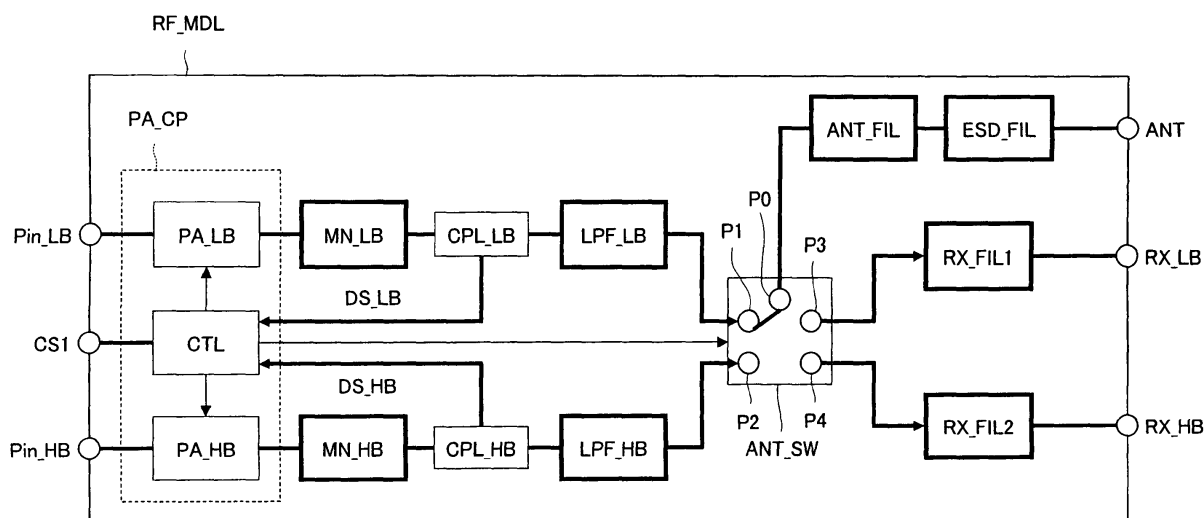 RF_MDL
PA_CP
ANT_FIL
ESD_FIL
ANT
P0
Pin_LB
PA_LB
MN_LB
CPL_LB
LPF_LB
P1
P3
RX_FIL1
RX_LB
DS_LB
CS1
CTL
DS_HB
P2
P4
Pin_HB
PA_HB
MN_HB
CPL_HB
LPF_HB
ANT_SW
RX_FIL2
RX_HB